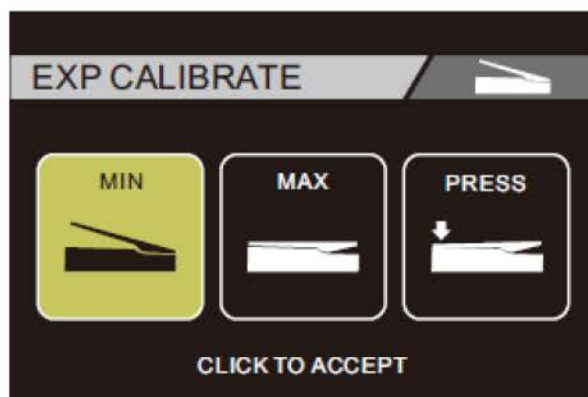 EXP CALIBRATE
MIN
MAX
PRESS
CLICK TO ACCEPT